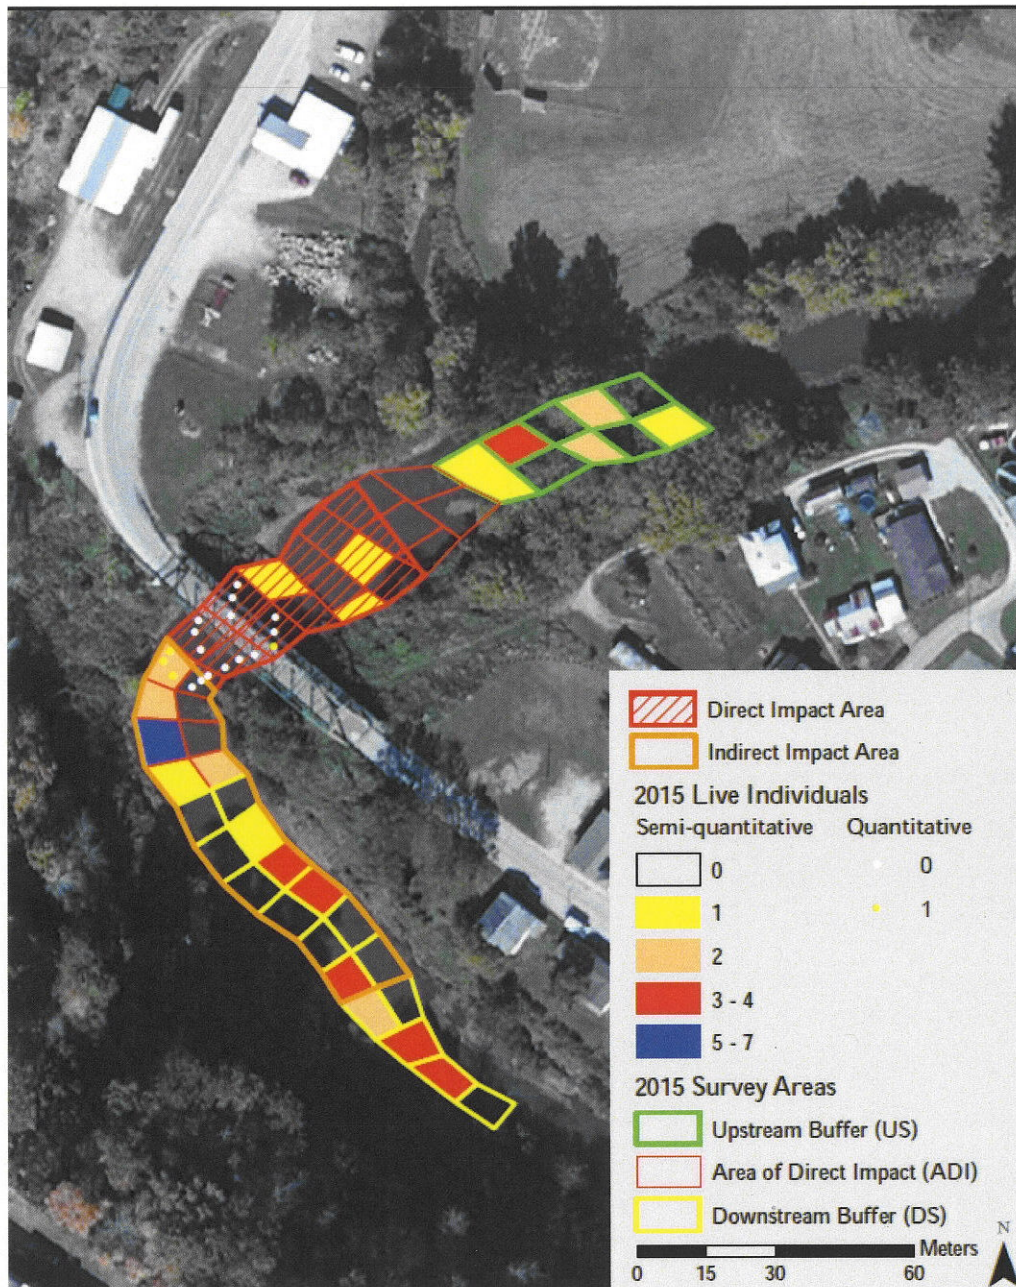 Direct Impact Area
Indirect Impact Area
2015 Live Individuals
Semi-quantitative Quantitative
0 0
1 1
2
3 - 4
5 - 7
2015 Survey Areas
Upstream Buffer (US)
Area of Direct Impact (ADI)
Downstream Buffer (DS)
Meters
0 15 30 60
N